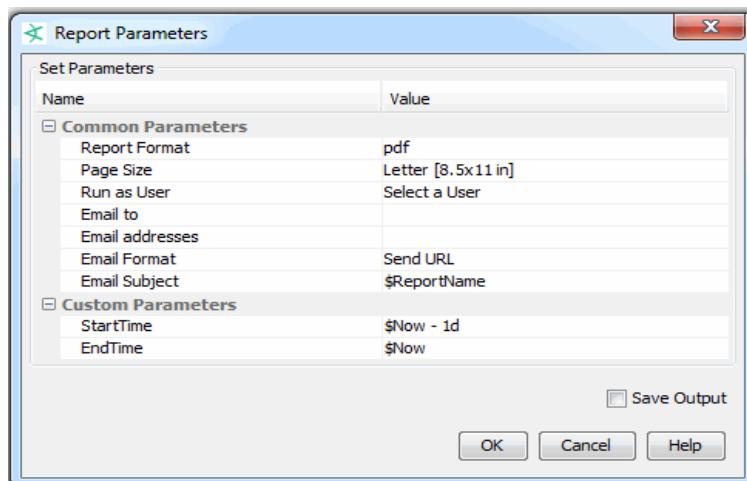 Report Parameters
Set Parameters
Name Value
Common Parameters
Report Format pdf
Page Size Letter [8.5x11 in]
Run as User Select a User
Email to
Email addresses
Email Format Send URL
Email Subject $ReportName
Custom Parameters
StartTime $Now - 1d
EndTime $Now
Save Output
OK Cancel Help